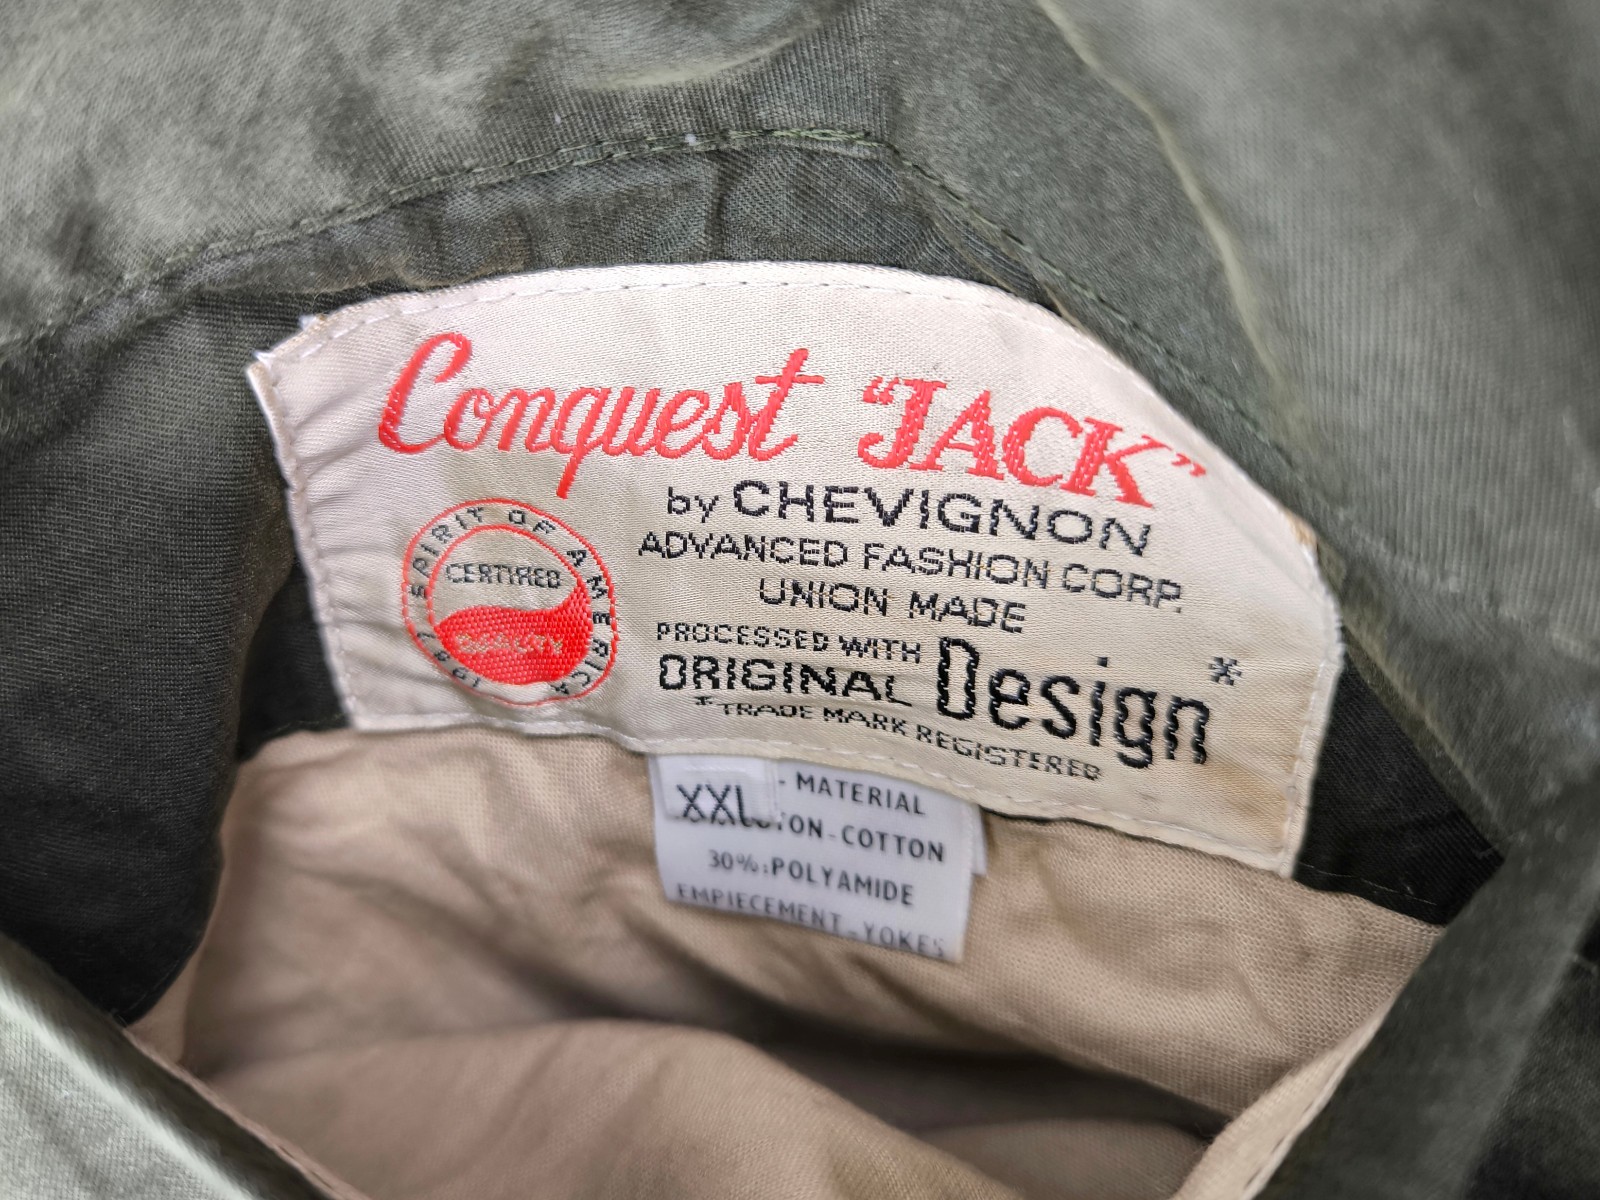 Conquest "JACK"
by CHEVIGNON
ADVANCED FASHION CORP.
UNION MADE
PROCESSED WITH
ORIGINAL Design*
*TRADE MARK REGISTERED
SPIRIT OF AMERICA
CERTIFIED
QUALITY
XXL
- MATERIAL
TON-COTTON
30%:POLYAMIDE
EMPIECEMENT-YOKES